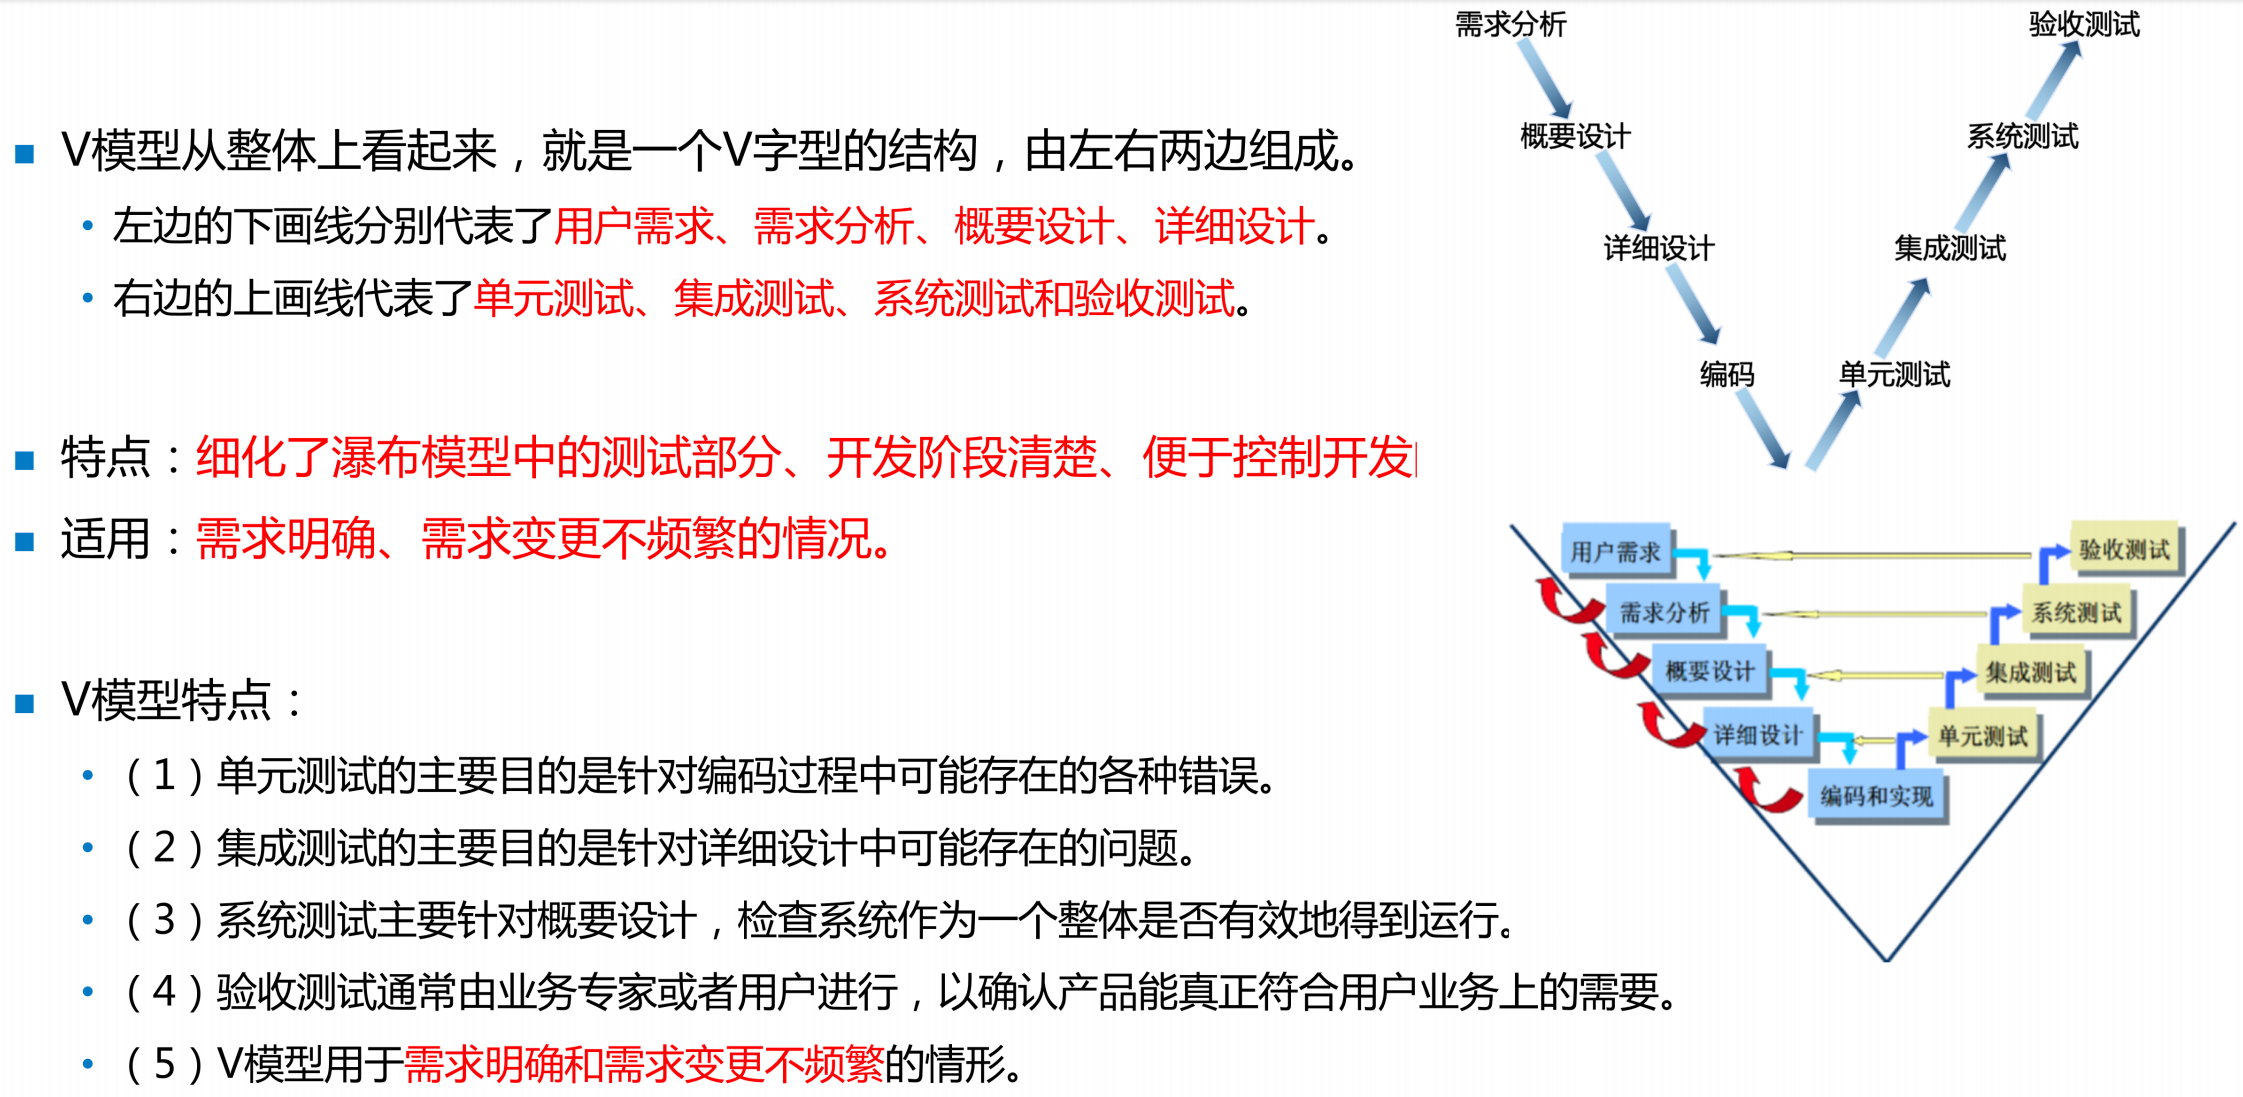 V模型从整体上看起来，就是一个V字型的结构，由左右两边组成。
左边的下画线分别代表了用户需求、需求分析、概要设计、详细设计。
右边的上画线代表了单元测试、集成测试、系统测试和验收测试。
特点：细化了瀑布模型中的测试部分、开发阶段清楚、便于控制开发
适用：需求明确、需求变更不频繁的情况。
V模型特点：
（1）单元测试的主要目的是针对编码过程中可能存在的各种错误。
（2）集成测试的主要目的是针对详细设计中可能存在的问题。
（3）系统测试主要针对概要设计，检查系统作为一个整体是否有效地得到运行。
（4）验收测试通常由业务专家或者用户进行，以确认产品能真正符合用户业务上的需要。
（5）V模型用于需求明确和需求变更不频繁的情形。
需求分析
验收测试
概要设计
系统测试
详细设计
集成测试
编码
单元测试
用户需求
验收测试
需求分析
系统测试
概要设计
集成测试
详细设计
单元测试
编码和实现